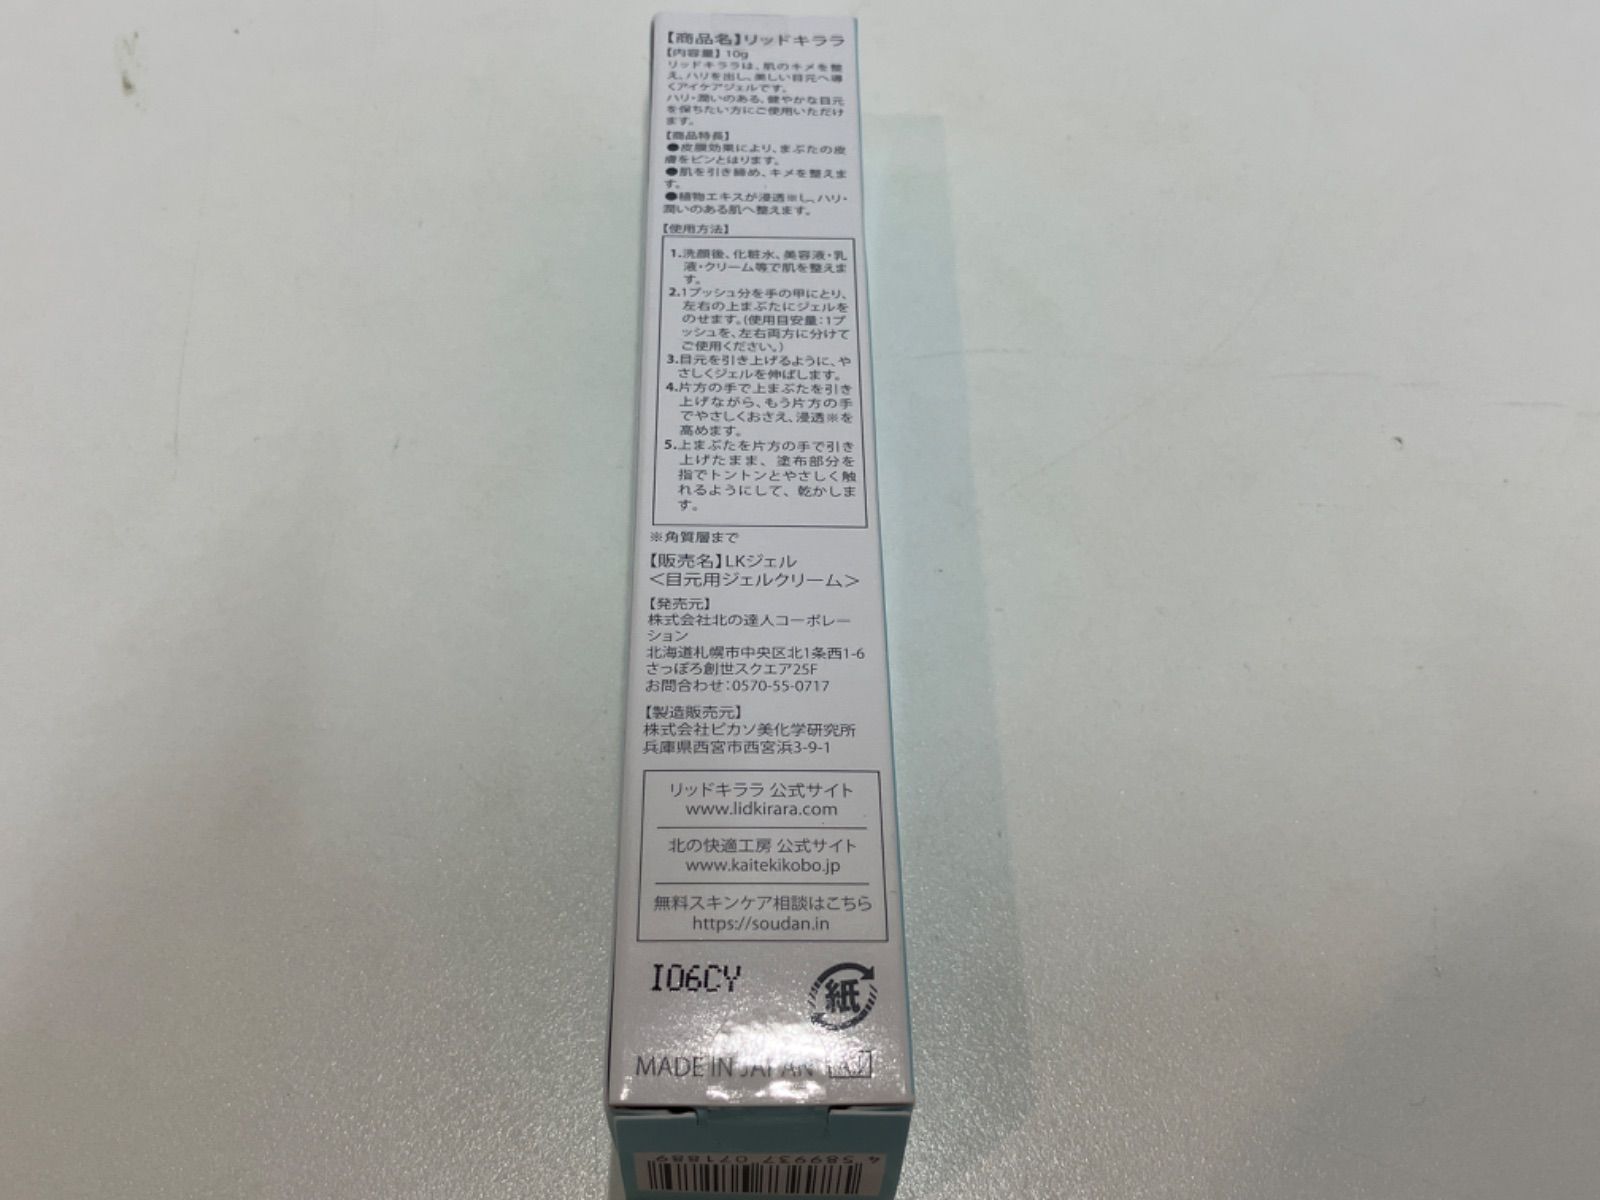 【商品名】リッドキララ
【内容量】10g
リッドキララは、肌のキメを整
え、ハリを出し、美しい目元へ導
くアイケアジェルです。
ハリ・潤いのある、健やかな目元
を保ちたい方にご使用いただけ
ます。
【商品特長】
●皮膜効果により、まぶたの皮
膚をピンとはります。
●肌を引き締め、キメを整えま
す。
●植物エキスが浸透※し、ハリ・
潤いのある肌へ整えます。
【使用方法】
1.洗顔後、化粧水、美容液・乳
液・クリーム等で肌を整えま
す。
2.1プッシュ分を手の甲にとり、
左右の上まぶたにジェルを
のせます。(使用目安量:1プ
ッシュを、左右両方に分けて
ご使用ください。)
3.目元を引き上げるように、や
さしくジェルを伸ばします。
4.片方の手で上まぶたを引き
上げながら、もう片方の手
でやさしくおさえ、浸透※を
高めます。
5.上まぶたを片方の手で引き
上げたまま、塗布部分を
指でトントンとやさしく触
れるようにして、乾かしま
す。
※角質層まで
【販売名】LKジェル
＜目元用ジェルクリーム＞
【発売元】
株式会社北の達人コーポレー
ション
北海道札幌市中央区北1条西1-6
さっぽろ創世スクエア25F
お問合わせ:0570-55-0717
【製造販売元】
株式会社ピカソ美化学研究所
兵庫県西宮市西宮浜3-9-1
リッドキララ 公式サイト
www.lidkirara.com
北の快適工房 公式サイト
www.kaitekikobo.jp
無料スキンケア相談はこちら
https://soudan.in
I06CY
紙
MADE IN JAPAN
4 589937 071889